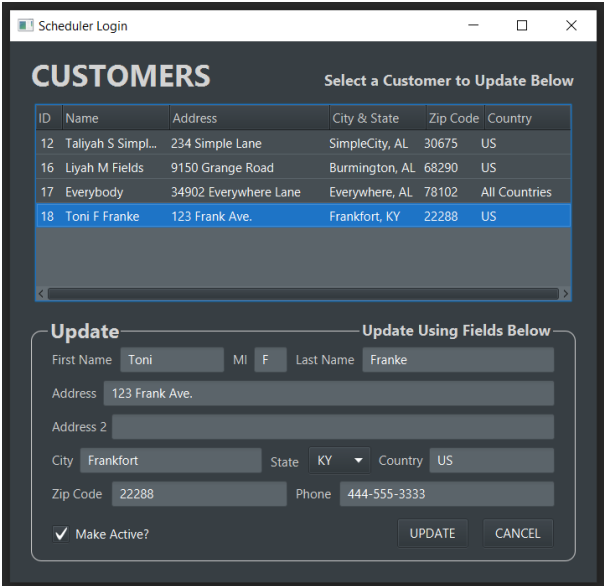 Scheduler Login
CUSTOMERS Select a Customer to Update Below
ID Name Address City & State Zip Code Country
12 Taliyah S Simpl... 234 Simple Lane SimpleCity, AL 30675 US
16 Liyah M Fields 9150 Grange Road Burmington, AL 68290 US
17 Everybody 34902 Everywhere Lane Everywhere, AL 78102 All Countries
18 Toni F Franke 123 Frank Ave. Frankfort, KY 22288 US
Update Update Using Fields Below
First Name Toni MI F Last Name Franke
Address 123 Frank Ave.
Address 2
City Frankfort State KY Country US
Zip Code 22288 Phone 444-555-3333
Make Active? UPDATE CANCEL